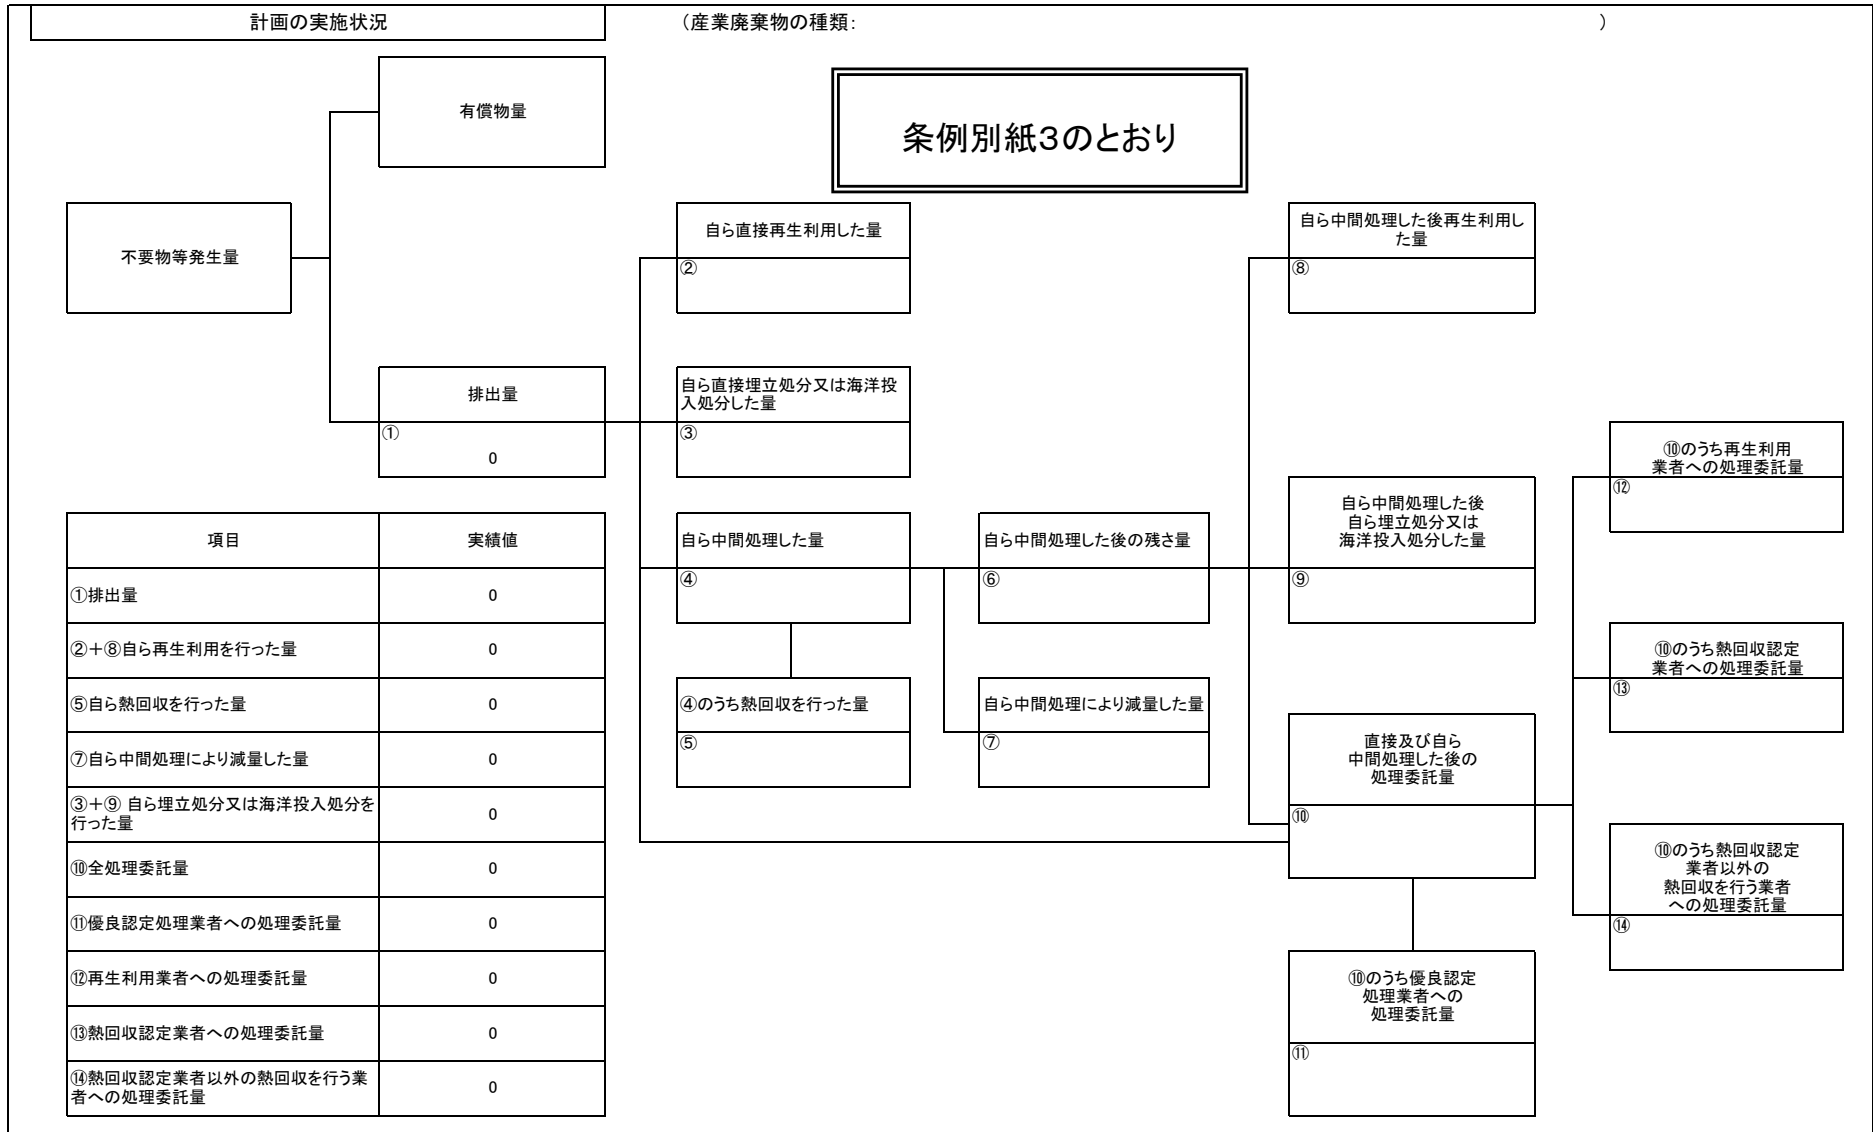 計画の実施状況
（産業廃棄物の種類： ）
有償物量
条例別紙３のとおり
不要物等発生量
自ら直接再生利用した量
②
自ら中間処理した後再生利用し
た量
⑧
排出量
①
0
自ら直接埋立処分又は海洋投
入処分した量
③
⑩のうち再生利用
業者への処理委託量
⑫
自ら中間処理した量
④
自ら中間処理した後の残さ量
⑥
自ら中間処理した後
自ら埋立処分又は
海洋投入処分した量
⑨
⑩のうち熱回収認定
業者への処理委託量
⑬
④のうち熱回収を行った量
⑤
自ら中間処理により減量した量
⑦
直接及び自ら
中間処理した後の
処理委託量
⑩
⑩のうち熱回収認定
業者以外の
熱回収を行う業者
への処理委託量
⑭
⑩のうち優良認定
処理業者への
処理委託量
⑪
項目 実績値
①排出量 0
②＋⑧自ら再生利用を行った量 0
⑤自ら熱回収を行った量 0
⑦自ら中間処理により減量した量 0
③＋⑨ 自ら埋立処分又は海洋投入処分を
行った量 0
⑩全処理委託量 0
⑪優良認定処理業者への処理委託量 0
⑫再生利用業者への処理委託量 0
⑬熱回収認定業者への処理委託量 0
⑭熱回収認定業者以外の熱回収を行う業
者への処理委託量 0